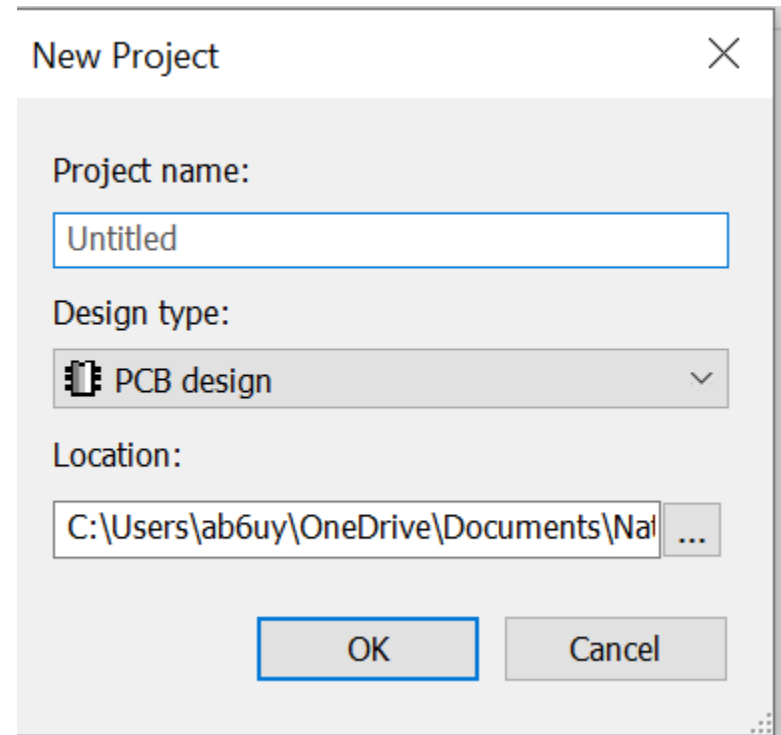 New Project
Project name:
Untitled
Design type:
PCB design
Location:
C:\Users\ab6uy\OneDrive\Documents\Nat
...
OK
Cancel